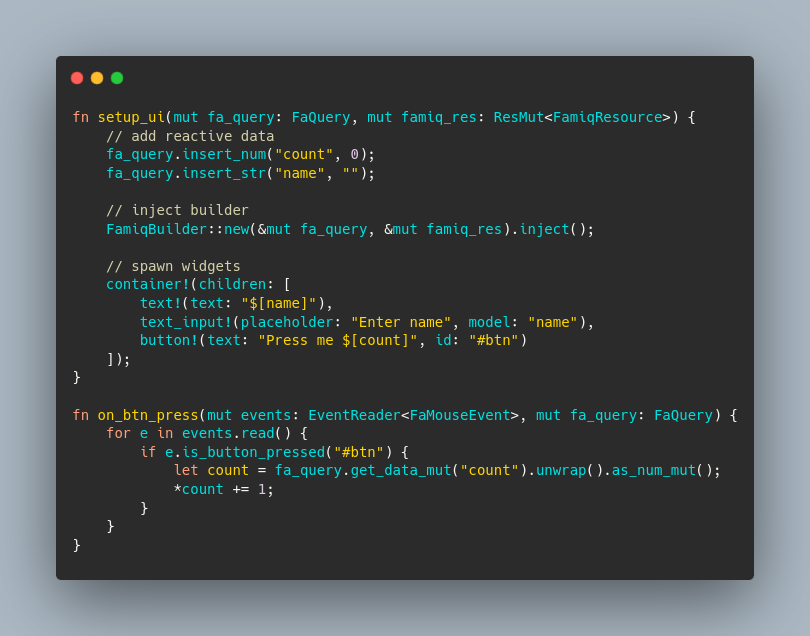 fn setup_ui(mut fa_query: FaQuery, mut famiq_res: ResMut<FamiqResource>) {
    // add reactive data
    fa_query.insert_num("count", 0);
    fa_query.insert_str("name", "");

    // inject builder
    FamiqBuilder::new(&mut fa_query, &mut famiq_res).inject();

    // spawn widgets
    container!(children: [
        text!(text: "$[name]"),
        text_input!(placeholder: "Enter name", model: "name"),
        button!(text: "Press me $[count]", id: "#btn")
    ]);
}

fn on_btn_press(mut events: EventReader<FaMouseEvent>, mut fa_query: FaQuery) {
    for e in events.read() {
        if e.is_button_pressed("#btn") {
            let count = fa_query.get_data_mut("count").unwrap().as_num_mut();
            *count += 1;
        }
    }
}